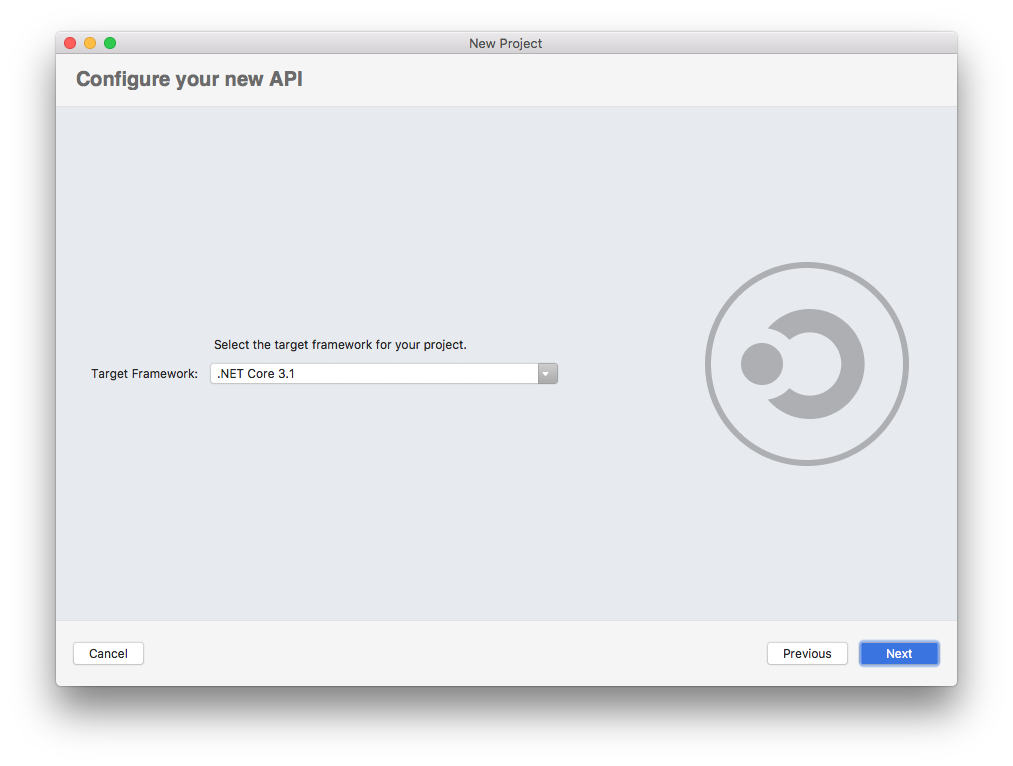 New Project
Configure your new API
Select the target framework for your project.
Target Framework: .NET Core 3.1
Cancel Previous Next